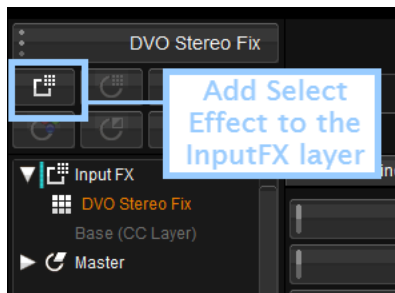 DVO Stereo Fix
Add Select
Effect to the
InputFX layer
Input FX
DVO Stereo Fix
Base (CC Layer)
Master